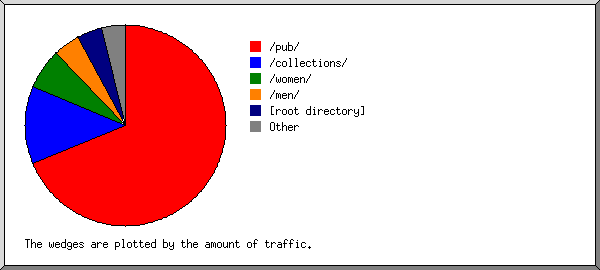 /pub/
/collections/
/women/
/men/
[root directory]
Other
The wedges are plotted by the amount of traffic.